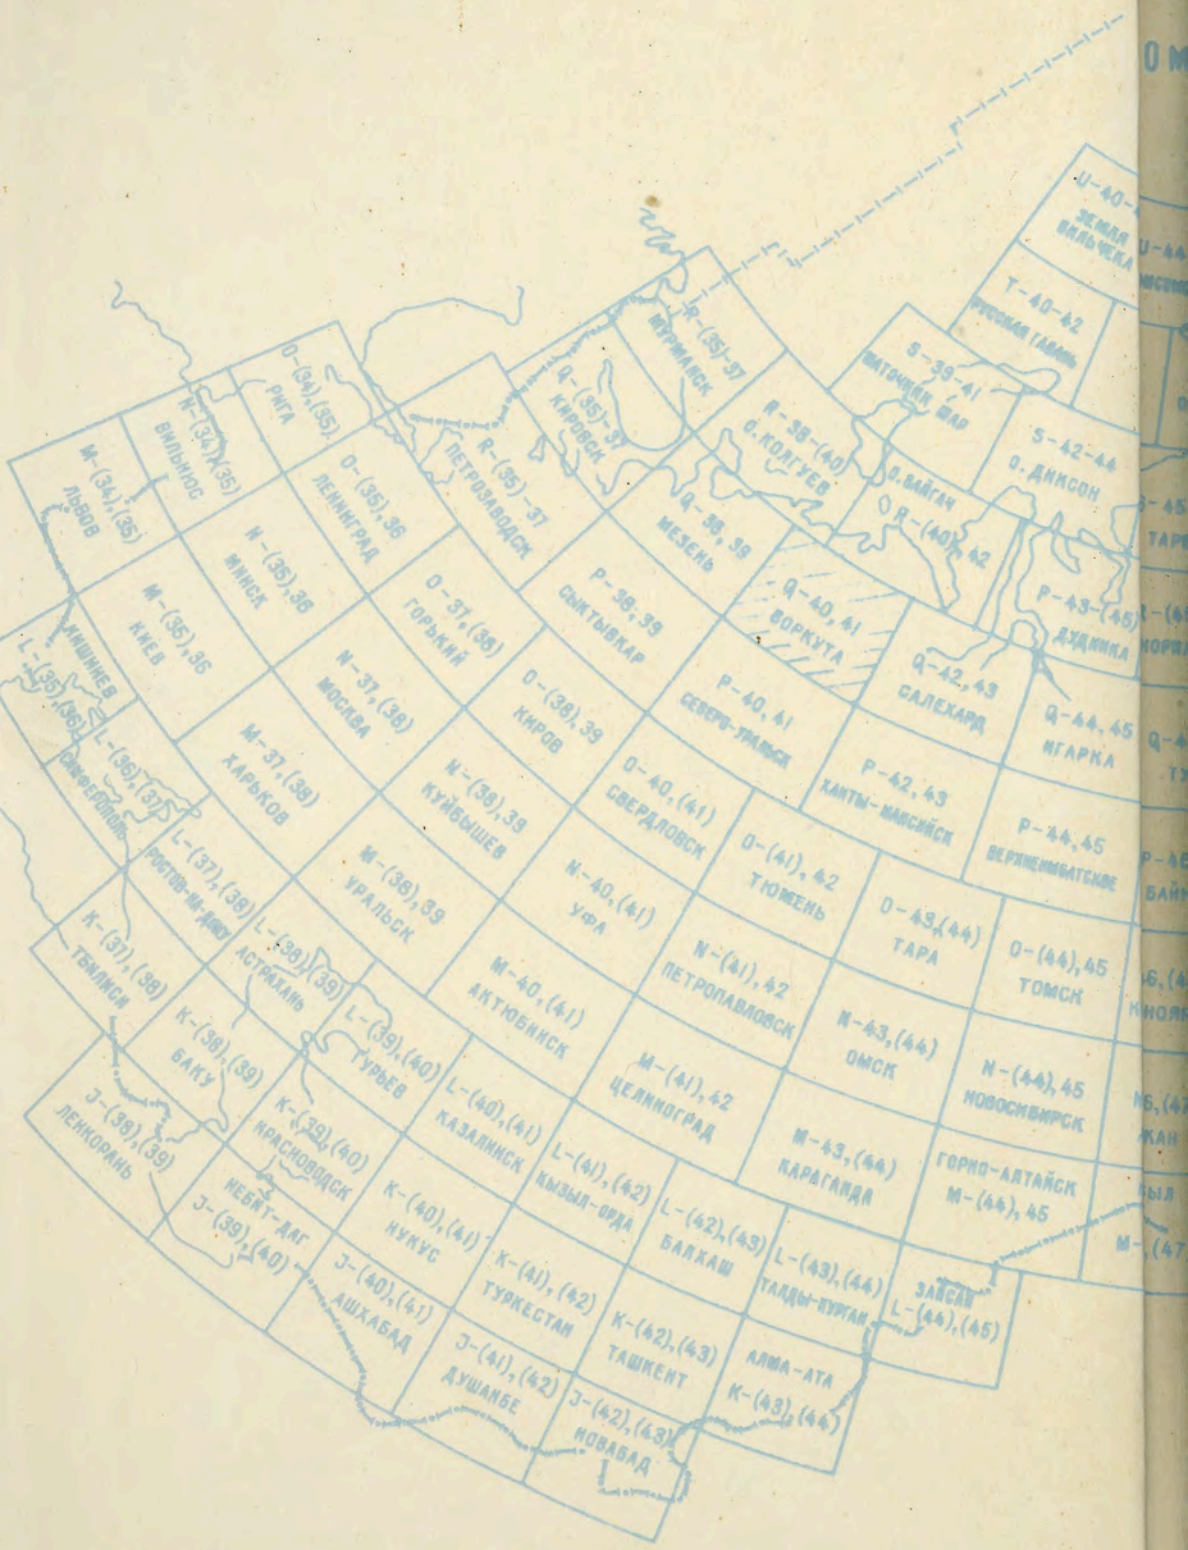 U-40-
ЗЕМЛЯ
ВИЛЬЧЕКА
U-44
T-40-42
РУССКАЯ ГАВАНЬ
S-39-41
МАТОЧКИН ШАР
S-42-44
О. ДИКСОН
R-(35)-37
МУРМАНСК
R-38-(40)
О. КОЛГУЕВ
О. ВАЙГАЧ
R-(40), 42
P-43-(45)
ДУДИНКА
Q-(35)-37
КИРОВСК
Q-38, 39
МЕЗЕНЬ
Q-40, 41
ВОРКУТА
Q-42, 43
САЛЕХАРД
Q-44, 45
ИГАРКА
R-(35)-37
ПЕТРОЗАВОДСК
P-38, 39
СЫКТЫВКАР
P-40, 41
СЕВЕРО-УРАЛЬСК
P-42, 43
ХАНТЫ-МАНСИЙСК
P-44, 45
ВЕРХНЕИМБАТСКОЕ
O-(34),(35)
РИГА
O-(35), 36
ЛЕНИНГРАД
O-37, (38)
ГОРЬКИЙ
O-(38), 39
КИРОВ
O-40, (41)
СВЕРДЛОВСК
O-(41), 42
ТЮМЕНЬ
O-43,(44)
ТАРА
O-(44), 45
ТОМСК
N-(34),(35)
ВИЛЬНЮС
N-(35), 36
МИНСК
N-37, (38)
МОСКВА
N-(38), 39
КУЙБЫШЕВ
N-40, (41)
УФА
N-(41), 42
ПЕТРОПАВЛОВСК
N-43, (44)
ОМСК
N-(44), 45
НОВОСИБИРСК
M-(34), (35)
ЛЬВОВ
M-(35), 36
КИЕВ
M-37, (38)
ХАРЬКОВ
M-(38), 39
УРАЛЬСК
M-40, (41)
АКТЮБИНСК
M-(41), 42
ЦЕЛИНОГРАД
M-43, (44)
КАРАГАНДА
ГОРНО-АЛТАЙСК
M-(44), 45
КИШИНЕВ
L-(35), (36)
L-(36), (37)
СИМФЕРОПОЛЬ
L-(37), (38)
РОСТОВ-НА-ДОНУ
L-(38), (39)
АСТРАХАНЬ
L-(39), (40)
ГУРЬЕВ
L-(40), (41)
КАЗАЛИНСК
L-(41), (42)
КЫЗЫЛ-ОРДА
L-(42), (43)
БАЛХАШ
L-(43), (44)
ТАЛДЫ-КУРГАН
ЗАЙСАН
L-(44), (45)
K-(37), (38)
ТБИЛИСИ
K-(38), (39)
БАКУ
K-(39), (40)
КРАСНОВОДСК
K-(40), (41)
НУКУС
K-(41), (42)
ТУРКЕСТАН
K-(42), (43)
ТАШКЕНТ
АЛМА-АТА
K-(43), (44)
J-(38), (39)
ЛЕНКОРАНЬ
НЕБИТ-ДАГ
J-(39), (40)
J-(40), (41)
АШХАБАД
J-(41), (42)
ДУШАНБЕ
J-(42), (43)
НОВАБАД